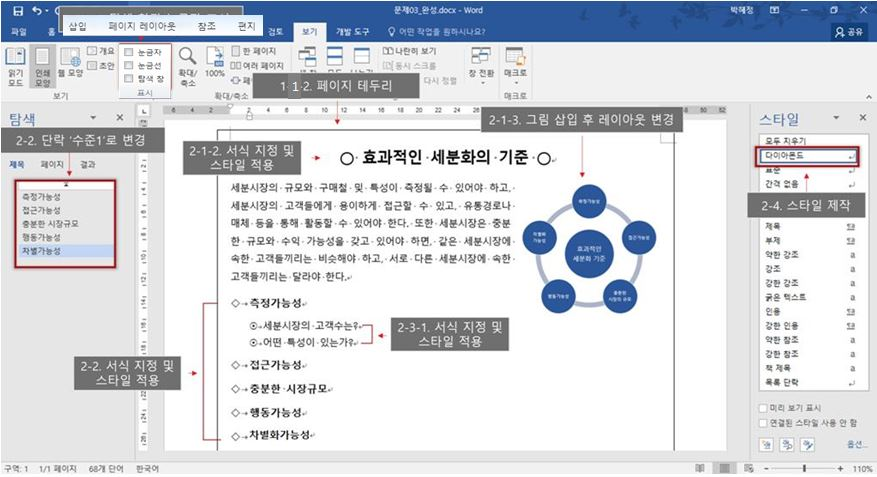 문제03_완성.docx - Word
박해정
삽입 페이지 레이아웃 참조 편지
파일 검토 보기 개발 도구 어떤 작업을 원하시나요? 공유
읽기 모드
인쇄 모양
웹 모양
개요
초안
보기
눈금자
눈금선
탐색 창
표시
확대/축소
100%
한 페이지
여러 페이지
확대/축소
나란히 보기
동시 스크롤
다시 정렬
창 전환
매크로
매크로
1-1-2. 페이지 테두리
탐색
2-2. 단락 '수준1'로 변경
제목 페이지 결과
측정가능성
접근가능성
충분한 시장규모
행동가능성
차별가능성
2-1-2. 서식 지정 및
스타일 적용
2-1-3. 그림 삽입 후 레이아웃 변경
○ 효과적인 세분화의 기준 ○
세분시장의 규모와 구매철 및 특성이 측정될 수 있어야 하고,
세분시장의 고객들에게 용이하게 접근할 수 있고, 유통경로나
매체 등을 통해 활동할 수 있어야 한다. 또한 세분시장은 충분
한 규모와 수익 가능성을 갖고 있어야 하면, 같은 세분시장에
속한 고객들끼리는 비슷해야 하고, 서로 다른 세분시장에 속한
고객들끼리는 달라야 한다.
측정가능성
접근가능성
충분한
시장의 규모
행동가능성
차별화
가능성
효과적인
세분화 기준
◇ 측정가능성
⊙ 세분시장의 고객수는?
⊙ 어떤 특성이 있는가?
2-3-1. 서식 지정 및
스타일 적용
◇ 접근가능성
◇ 충분한 시장규모
◇ 행동가능성
◇ 차별화가능성
2-2. 서식 지정 및
스타일 적용
스타일
모두 지우기
다이아몬드
표준
간격 없음
2-4. 스타일 제작
제목
부제
약한 강조
강조
강한 강조
굵은 텍스트
인용
강한 인용
약한 참조
강한 참조
책 제목
목록 단락
미리 보기 표시
연결된 스타일 사용 안 함
옵션...
구역: 1 1/1 페이지 68개 단어 한국어
110%